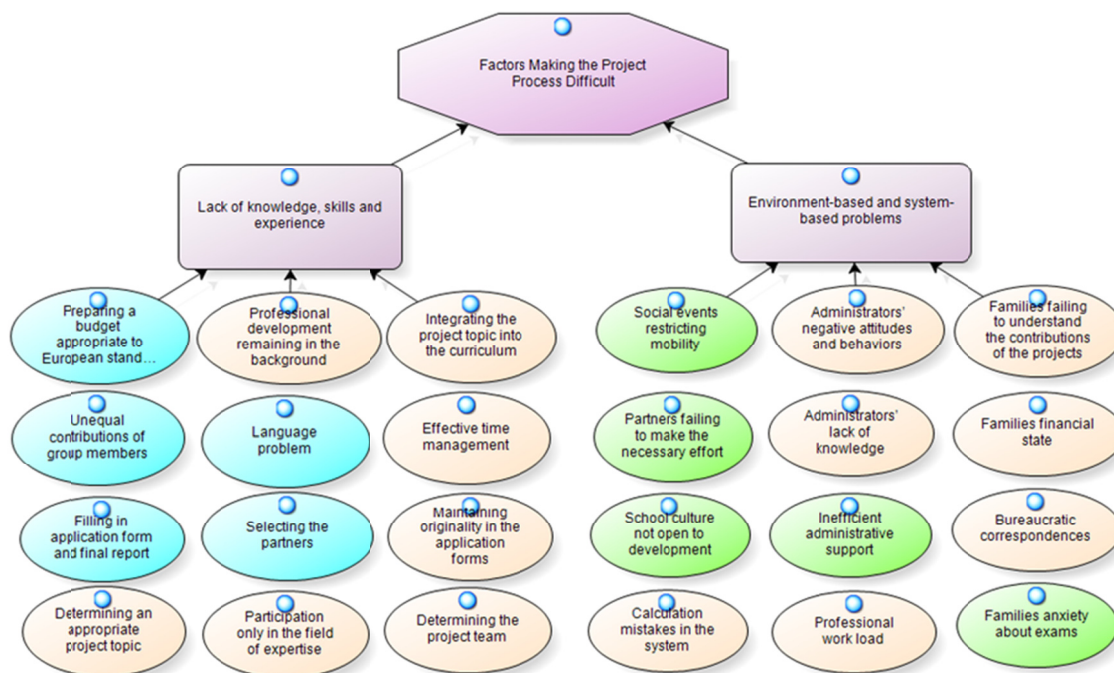 Factors Making the Project
Process Difficult
Lack of knowledge, skills and
experience
Environment-based and system-
based problems
Preparing a
budget
appropriate to
European stand…
Professional
development
remaining in the
background
Integrating the
project topic into
the curriculum
Social events
restricting
mobility
Administrators'
negative attitudes
and behaviors
Families failing
to understand
the contributions
of the projects
Unequal
contributions of
group members
Language
problem
Effective time
management
Partners failing
to make the
necessary effort
Administrators'
lack of
knowledge
Families financial
state
Filling in
application form
and final report
Selecting the
partners
Maintaining
originality in the
application
forms
School culture
not open to
development
Inefficient
administrative
support
Bureaucratic
correspondences
Determining an
appropriate
project topic
Participation
only in the field
of expertise
Determining the
project team
Calculation
mistakes in the
system
Professional
work load
Families anxiety
about exams